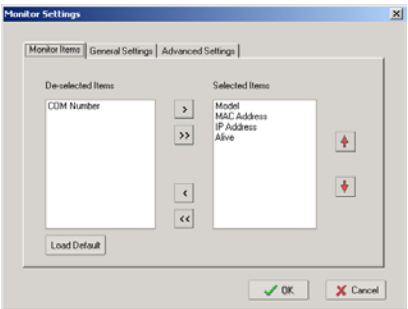 Monitor Settings
Monitor Items General Settings Advanced Settings
De-selected Items Selected Items
COM Number
Model
MAC Address
IP Address
Alive
>
>>
<
<<
Load Default
OK Cancel